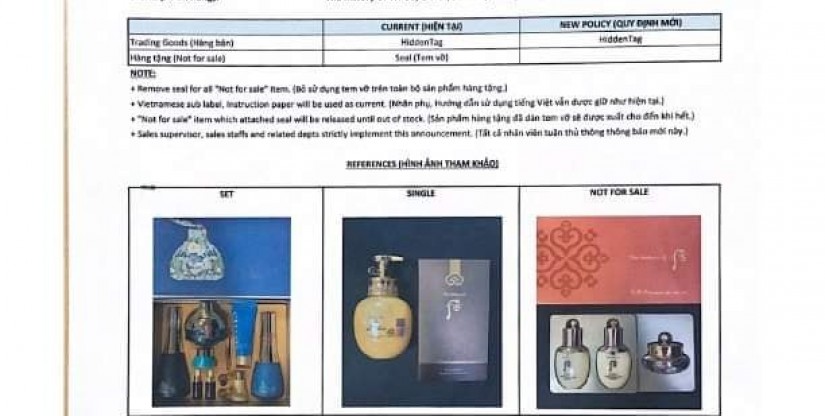 CURRENT (HIỆN TẠI)
NEW POLICY (QUY ĐỊNH MỚI)
Trading Goods (Hàng bán)
HiddenTag
HiddenTag
Hàng tặng (Not for sale)
Seal (Tem vỡ)
NOTE:
• Remove seal for all "Not for sale" item. (Bỏ sử dụng tem vỡ trên toàn bộ sản phẩm hàng tặng.)
• Vietnamese sub label, Instruction paper will be used as current. (Nhãn phụ, Hướng dẫn sử dụng tiếng Việt vẫn được giữ như hiện tại.)
• "Not for sale" item which attached seal will be released until out of stock. (Sản phẩm hàng tặng đã dán tem vỡ sẽ được xuất cho đến khi hết.)
• Sales supervisor, sales staffs and related depts strictly implement this announcement. (Tất cả nhân viên tuân thủ thông thông báo mới này.)
REFERENCES (HÌNH ẢNH THAM KHẢO)
SET
SINGLE
NOT FOR SALE